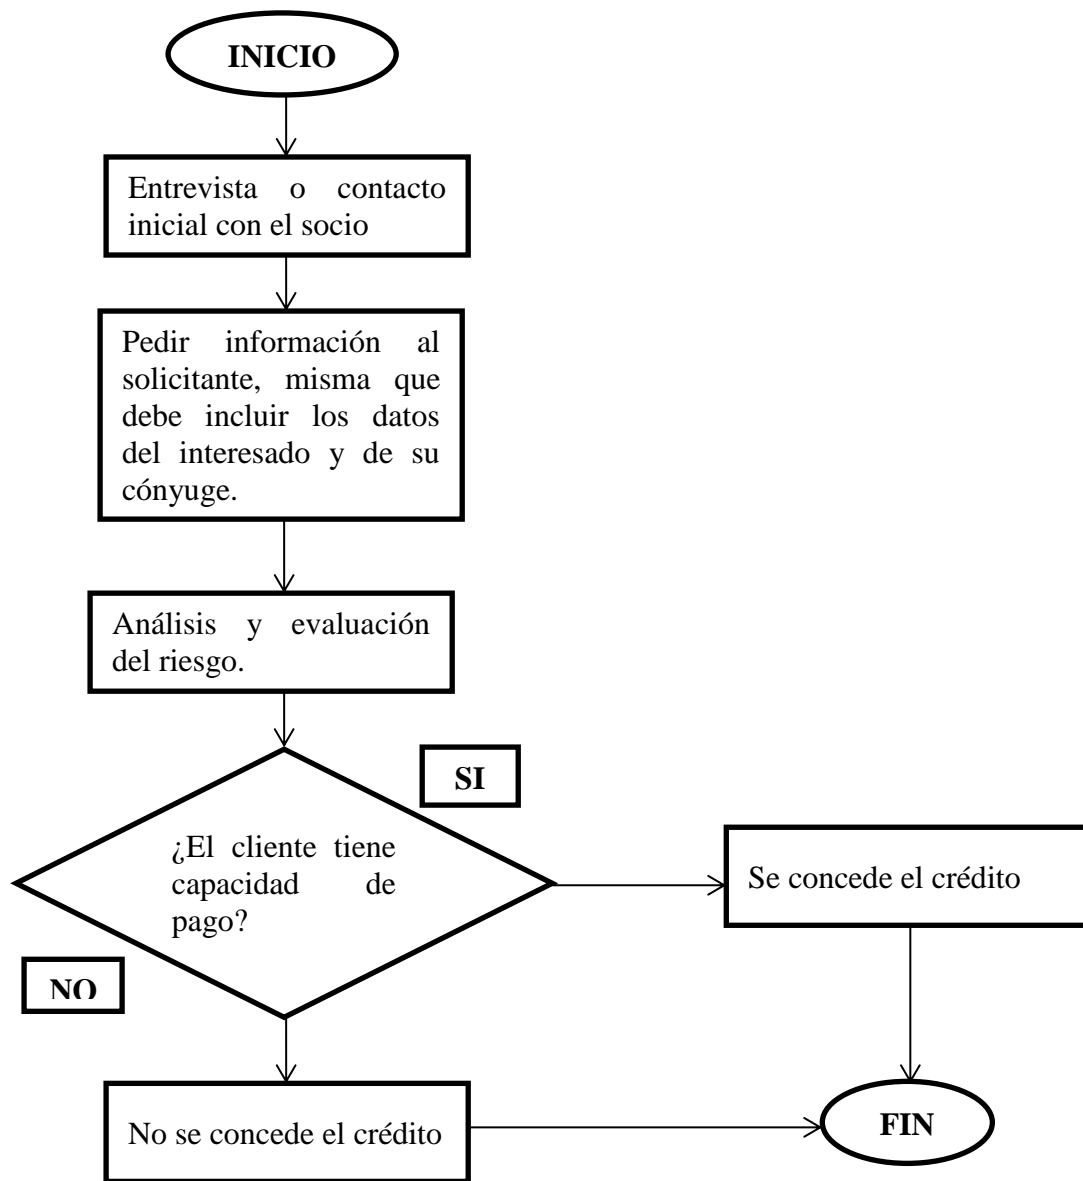 INICIO
Entrevista o contacto
inicial con el socio
Pedir información al
solicitante, misma que
debe incluir los datos
del interesado y de su
cónyuge.
Análisis y evaluación
del riesgo.
SI
¿El cliente tiene
capacidad de
pago?
Se concede el crédito
NO
No se concede el crédito
FIN